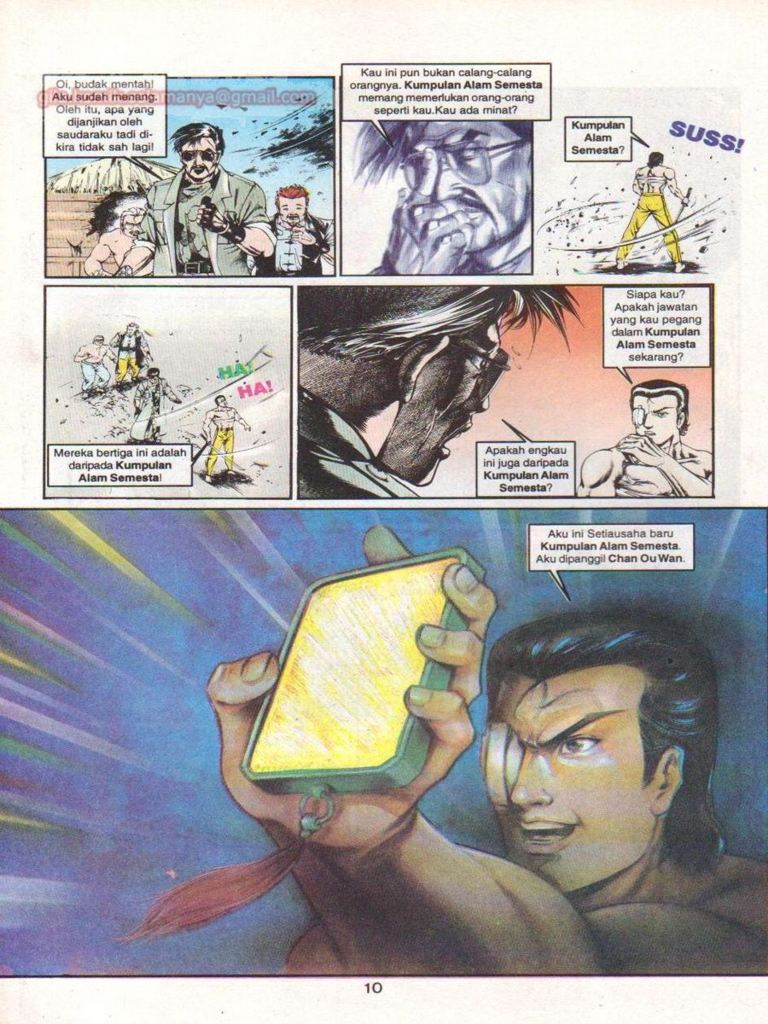 Oi, budak mentah!
Aku sudah menang.
Oleh itu, apa yang
dijanjikan oleh
saudaraku tadi di-
kira tidak sah lagi!
manya@gmail.com
Kau ini pun bukan calang-calang
orangnya. Kumpulan Alam Semesta
memang memerlukan orang-orang
seperti kau.Kau ada minat?
Kumpulan
Alam
Semesta?
SUSS!
HA!
HA!
Mereka bertiga ini adalah
daripada Kumpulan
Alam Semesta!
Siapa kau?
Apakah jawatan
yang kau pegang
dalam Kumpulan
Alam Semesta
sekarang?
Apakah engkau
ini juga daripada
Kumpulan Alam
Semesta?
Aku ini Setiausaha baru
Kumpulan Alam Semesta.
Aku dipanggil Chan Ou Wan.
10